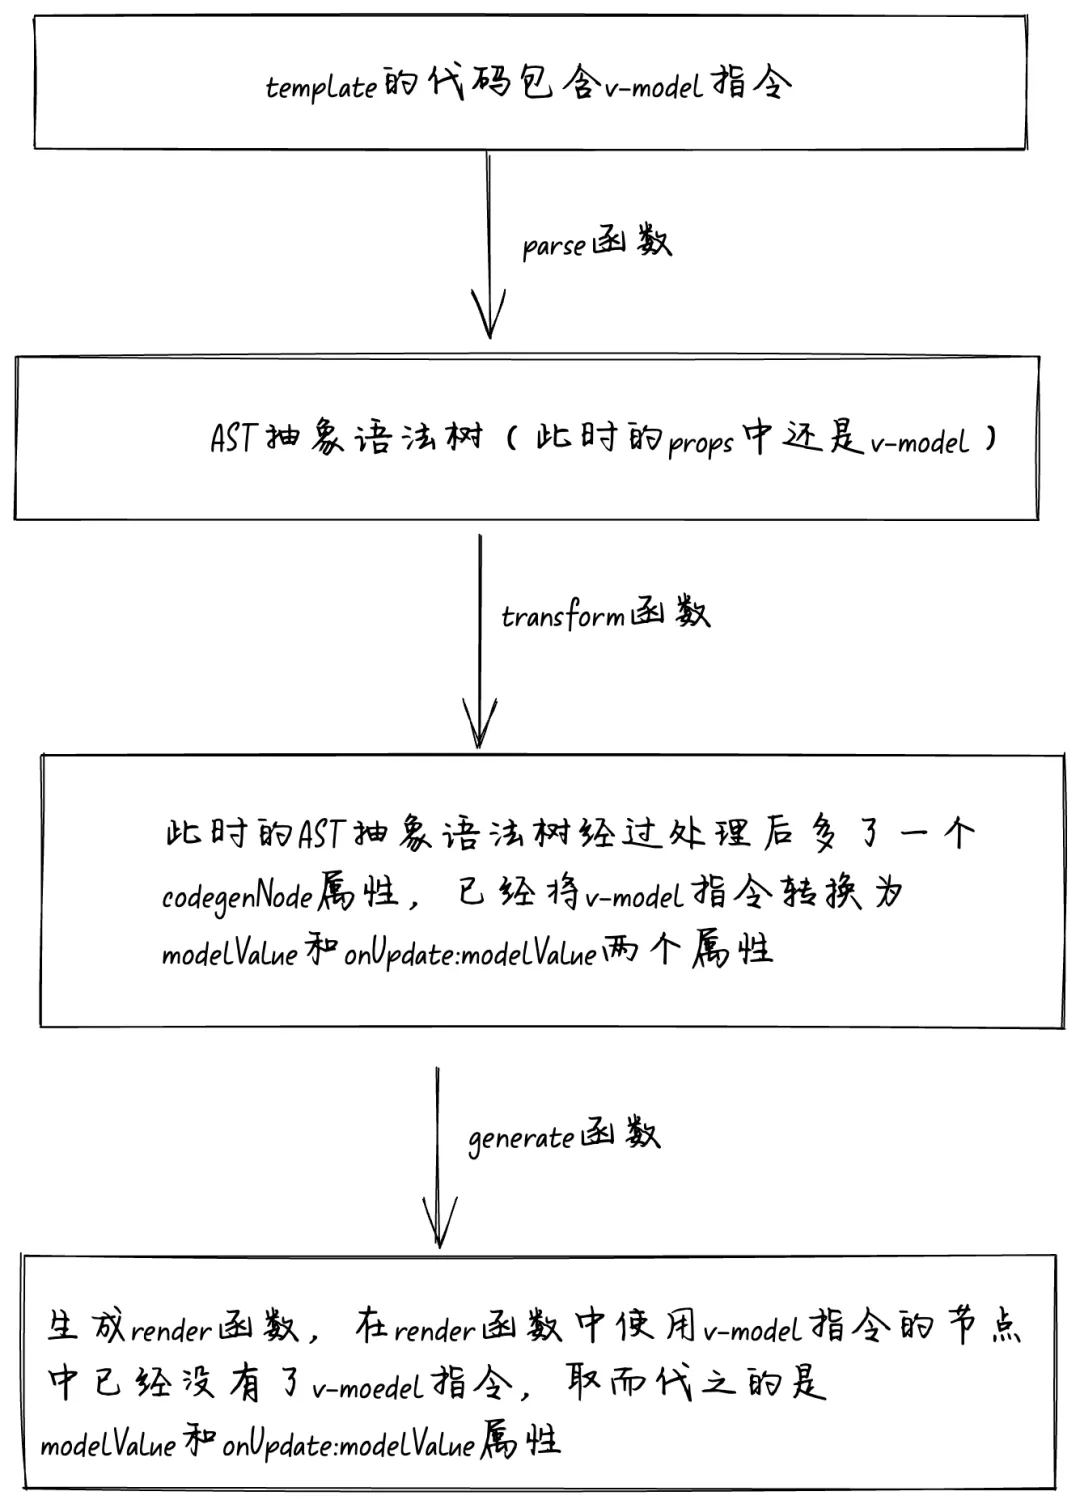 template的代码包含v-model指令
parse函数
AST抽象语法树（此时的props中还是v-model）
transform函数
此时的AST抽象语法树经过处理后多了一个
codegenNode属性，已经将v-model指令转换为
modelValue和onUpdate:modelValue两个属性
generate函数
生成render函数，在render函数中使用v-model指令的节点
中已经没有了v-moedel指令，取而代之的是
modelValue和onUpdate:modelValue属性